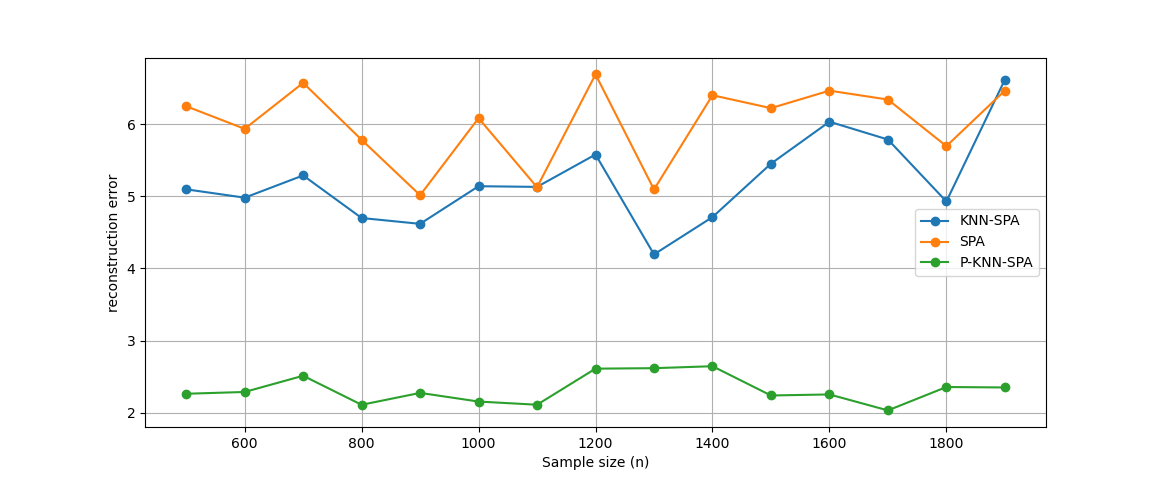 reconstruction error
6
5
4
3
2
KNN-SPA
SPA
P-KNN-SPA
600 800 1000 1200 1400 1600 1800
Sample size (n)